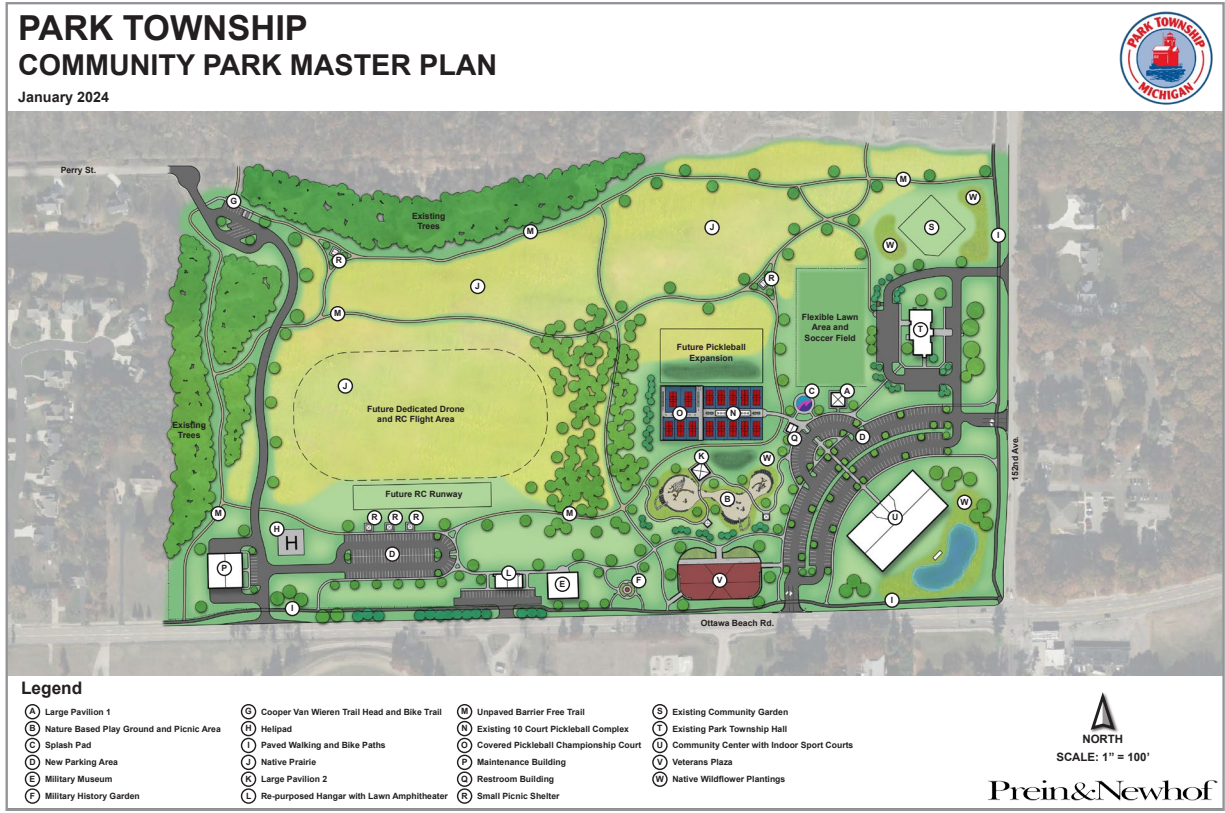 PARK TOWNSHIP
COMMUNITY PARK MASTER PLAN
January 2024
PARK TOWNSHIP
MICHIGAN
Perry St.
G
Existing
Trees
M
M
W
J
S
I
W
R
R
J
M
Flexible Lawn
Area and
Soccer Field
T
Future Pickleball
Expansion
J
C
A
Future Dedicated Drone
and RC Flight Area
O
N
Existing
Trees
Q
D
152nd Ave.
K
W
Future RC Runway
B
W
M
R
R
R
M
U
H
H
D
P
L
E
F
V
I
I
Ottawa Beach Rd.
Legend
A Large Pavilion 1
B Nature Based Play Ground and Picnic Area
C Splash Pad
D New Parking Area
E Military Museum
F Military History Garden
G Cooper Van Wieren Trail Head and Bike Trail
H Helipad
I Paved Walking and Bike Paths
J Native Prairie
K Large Pavilion 2
L Re-purposed Hangar with Lawn Amphitheater
M Unpaved Barrier Free Trail
N Existing 10 Court Pickleball Complex
O Covered Pickleball Championship Court
P Maintenance Building
Q Restroom Building
R Small Picnic Shelter
S Existing Community Garden
T Existing Park Township Hall
U Community Center with Indoor Sport Courts
V Veterans Plaza
W Native Wildflower Plantings
NORTH
SCALE: 1” = 100’
Prein&Newhof